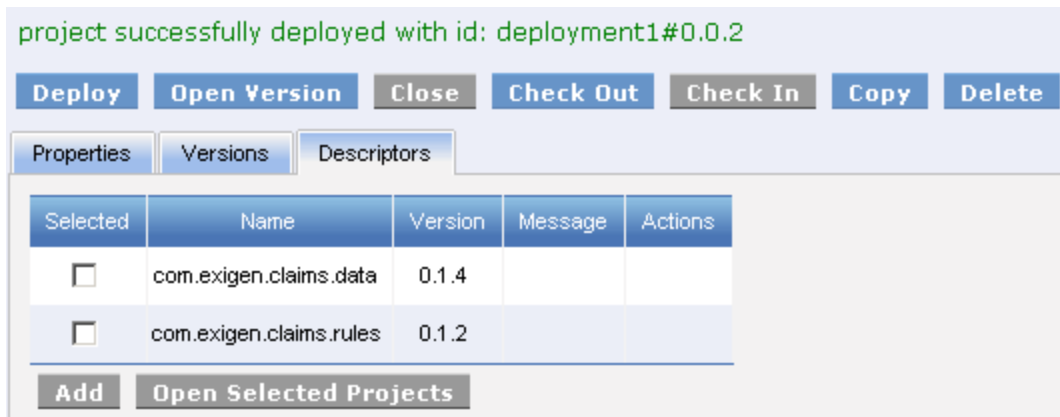 project successfully deployed with id: deployment1#0.0.2
Deploy Open Version Close Check Out Check In Copy Delete
Properties Versions Descriptors
Selected Name Version Message Actions
com.exigen.claims.data 0.1.4
com.exigen.claims.rules 0.1.2
Add Open Selected Projects